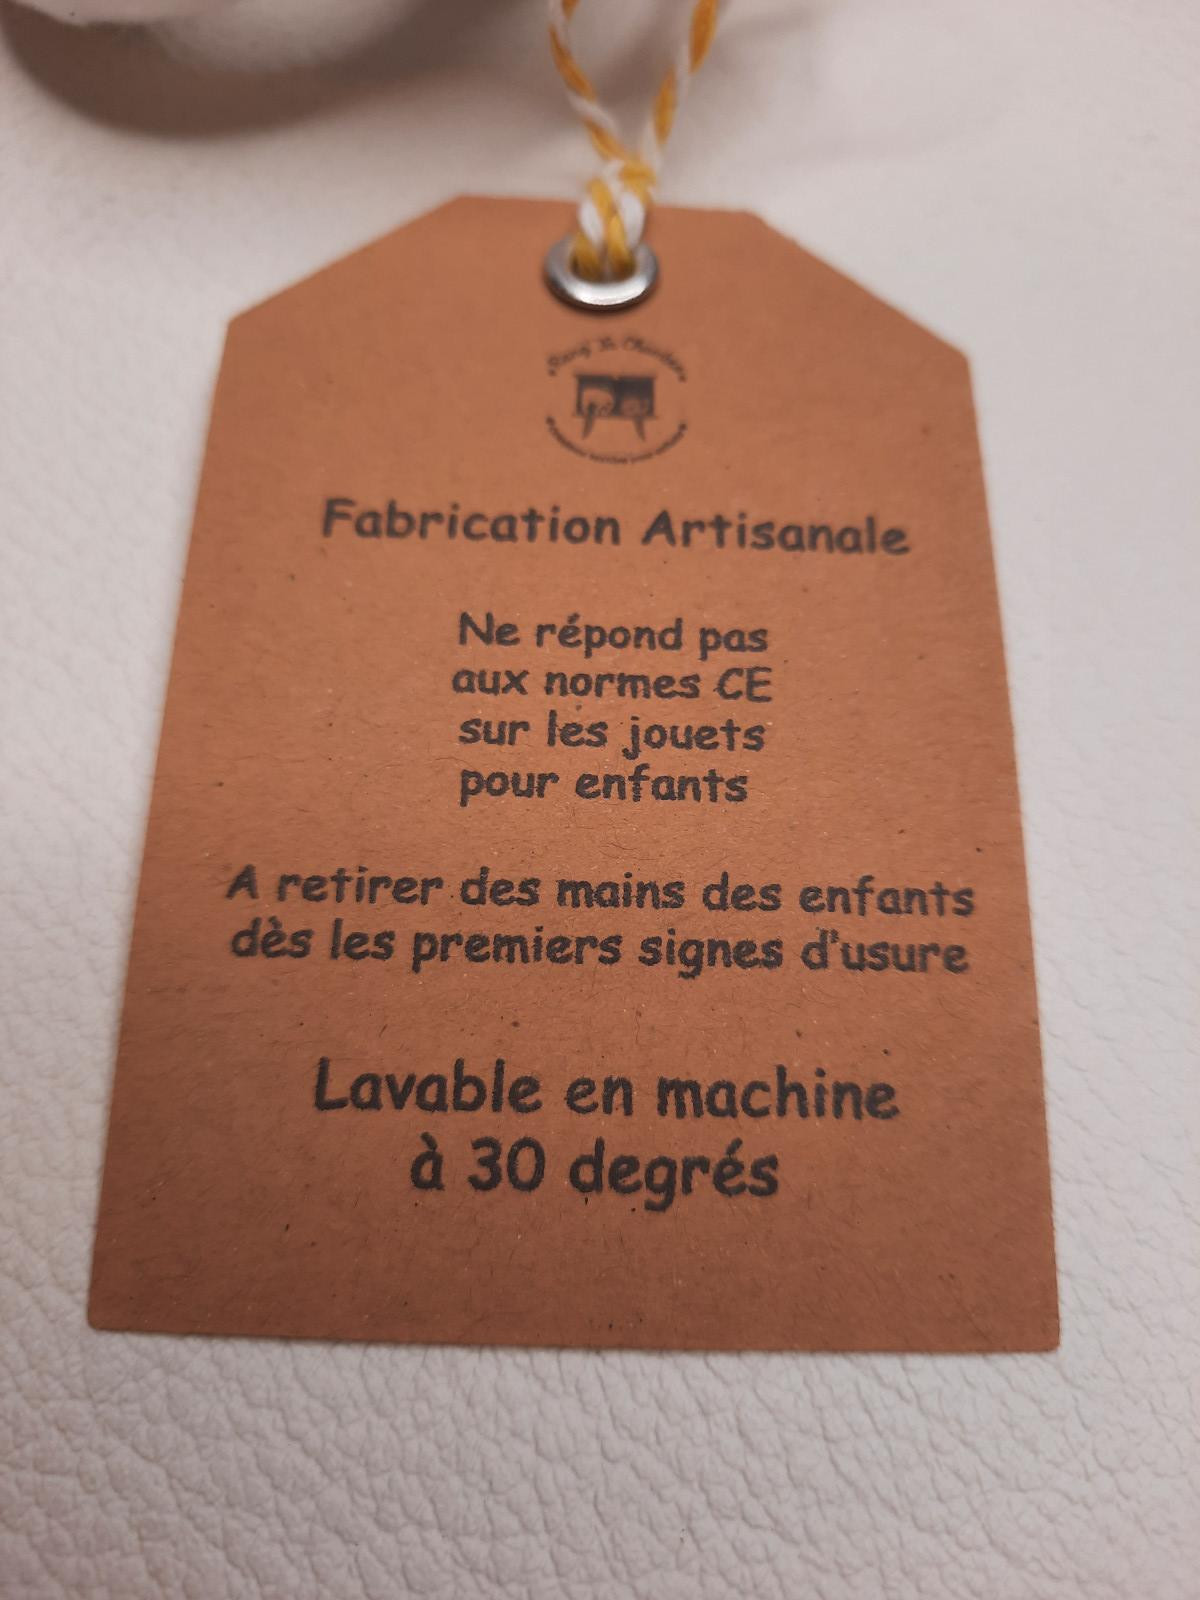 Fabrication Artisanale
Ne répond pas
aux normes CE
sur les jouets
pour enfants
A retirer des mains des enfants
dès les premiers signes d'usure
Lavable en machine
à 30 degrés